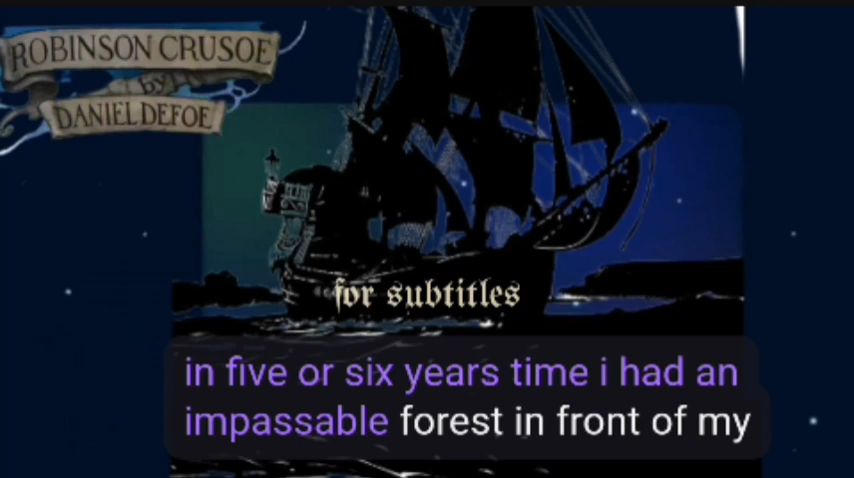 ROBINSON CRUSOE
by
DANIEL DEFOE
for subtitles
in five or six years time i had an
impassable forest in front of my